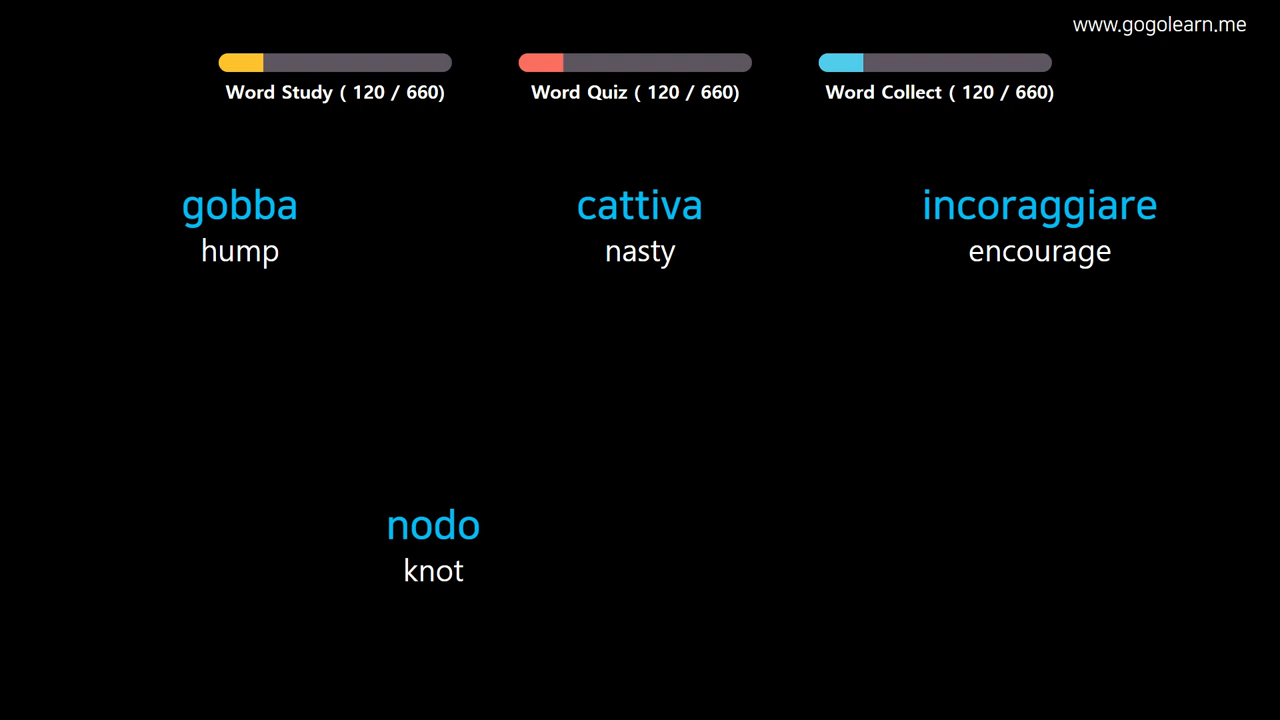 www.gogolearn.me
Word Study ( 120 / 660)
Word Quiz ( 120 / 660)
Word Collect ( 120 / 660)
gobba
hump
cattiva
nasty
incoraggiare
encourage
nodo
knot